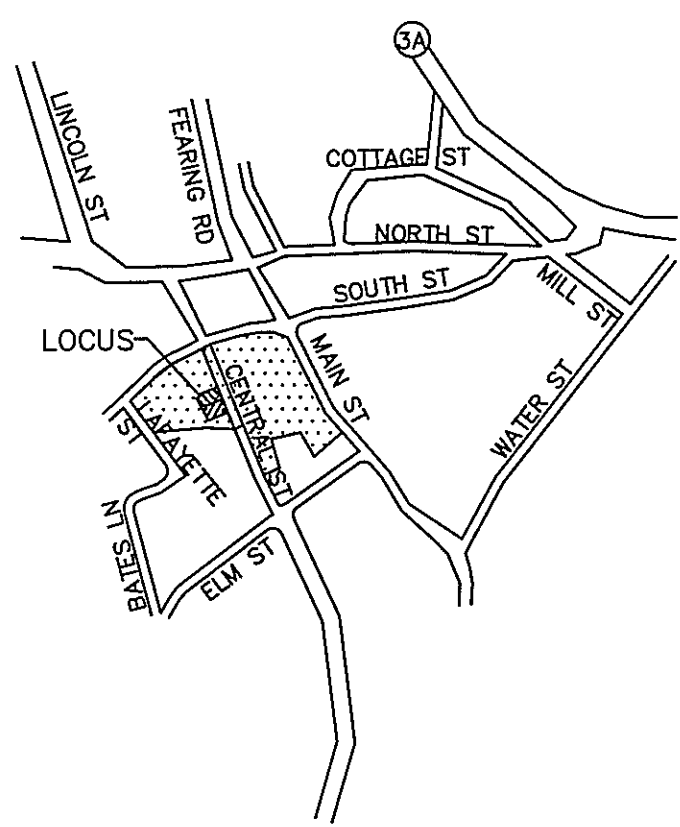 3A
LINCOLN ST
FEARING RD
COTTAGE ST
NORTH ST
SOUTH ST
MILL ST
LOCUS
MAIN ST
CENTRAL ST
WATER ST
LAFAYETTE
ST
BATES LN
ELM ST